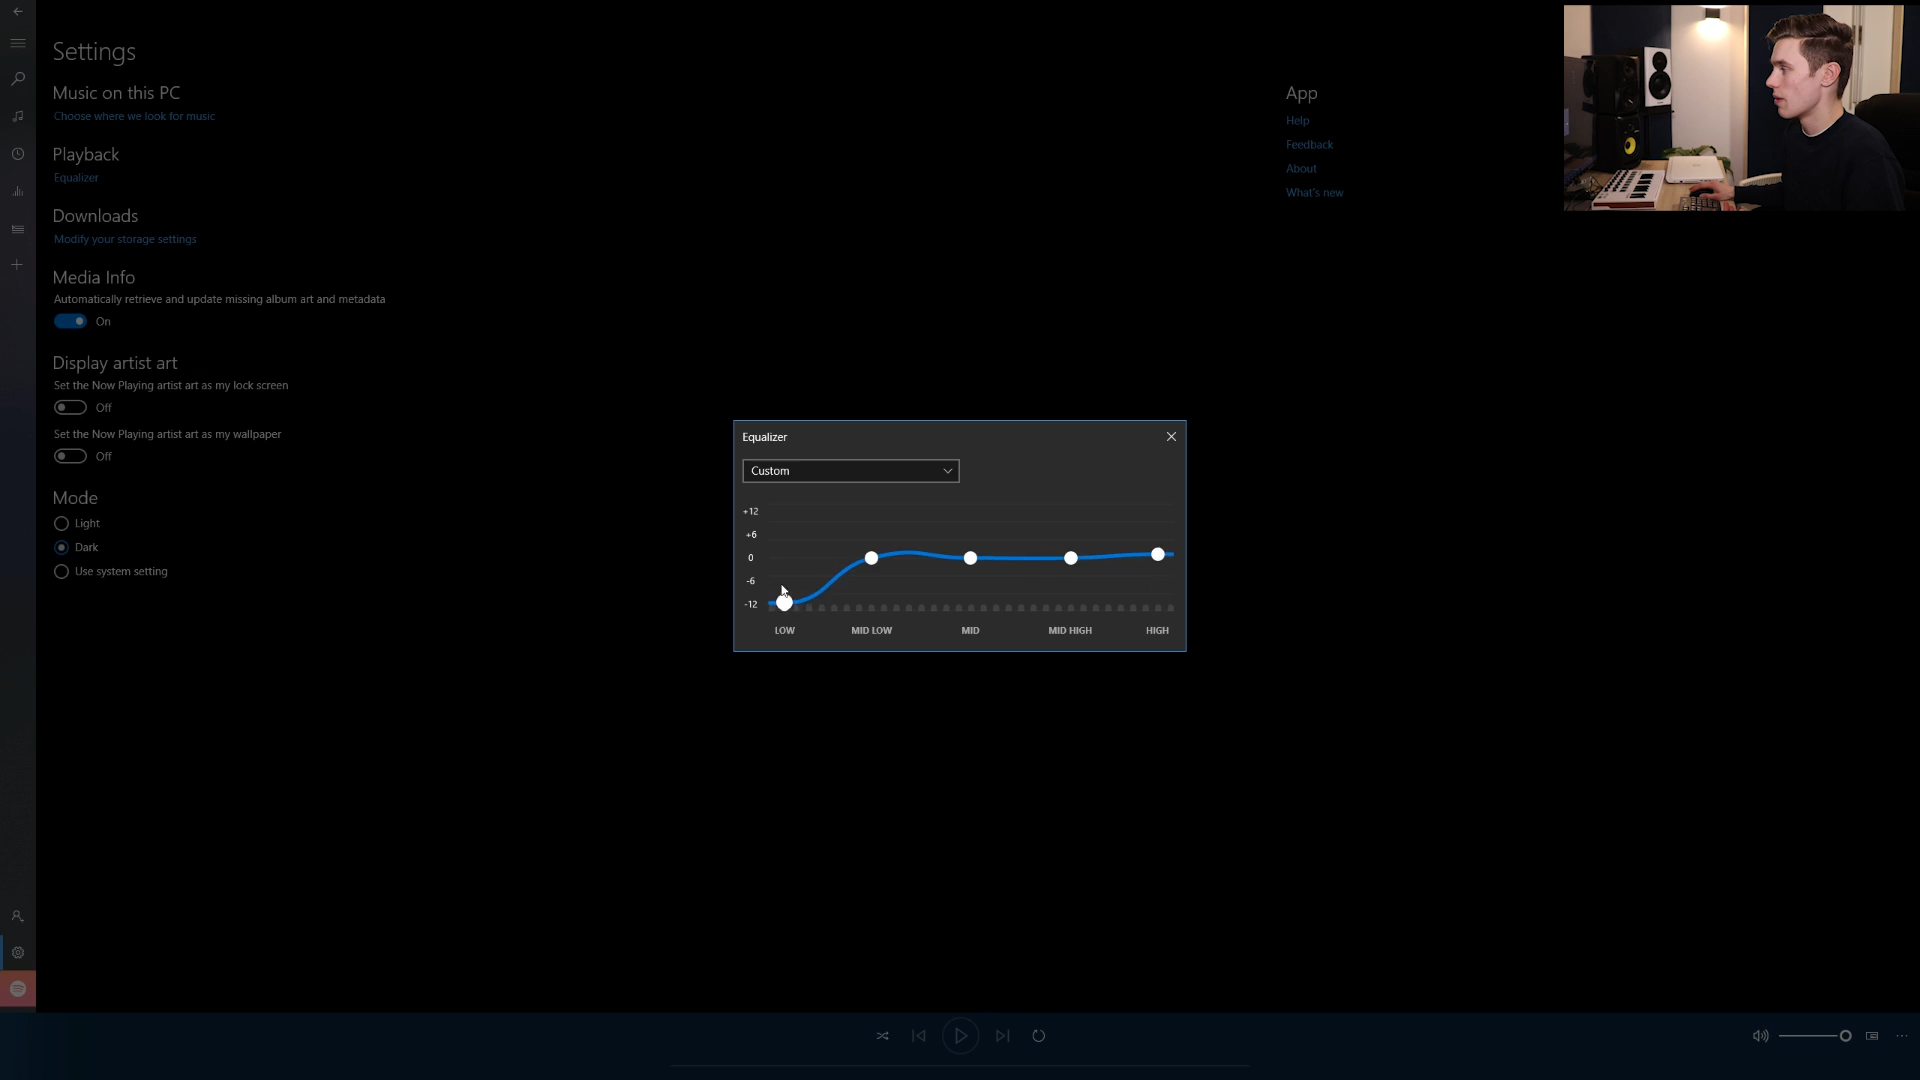 Settings
Music on this PC
Choose where we look for music
Playback
Equalizer
Downloads
Modify your storage settings
Media Info
Automatically retrieve and update missing album art and metadata
On
Display artist art
Set the Now Playing artist art as my lock screen
Off
Set the Now Playing artist art as my wallpaper
Off
Mode
Light
Dark
Use system setting
App
Help
Feedback
About
What's new
Equalizer
Custom
+12
+6
0
-6
-12
LOW MID LOW MID MID HIGH HIGH